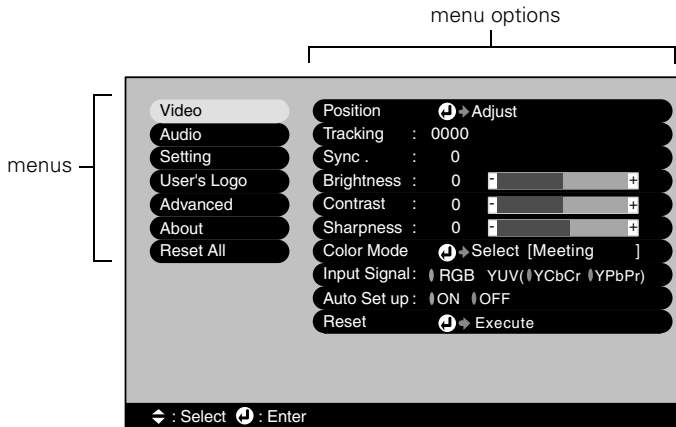 menu options
menus
Video
Audio
Setting
User's Logo
Advanced
About
Reset All
Position Adjust
Tracking : 0000
Sync . : 0
Brightness : 0 - +
Contrast : 0 - +
Sharpness : 0 - +
Color Mode Select [Meeting ]
Input Signal : RGB YUV( YCbCr YPbPr)
Auto Set up : ON OFF
Reset Execute
: Select : Enter